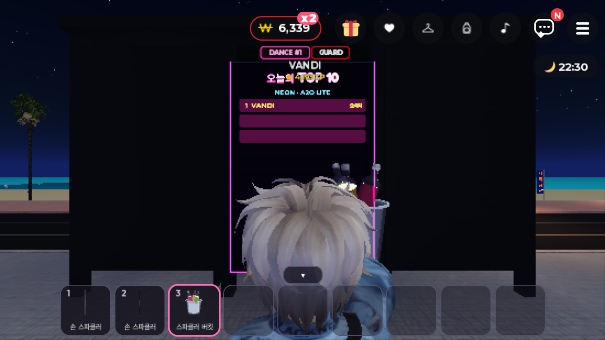 x2
₩ 6,339
N
DANCE #1 GUARD
22:30
VANDI
오늘의 TOP 10
NEON · A2O LITE
1 VANDI
1
손 스파클러
2
손 스파클러
3
스파클러 버킷